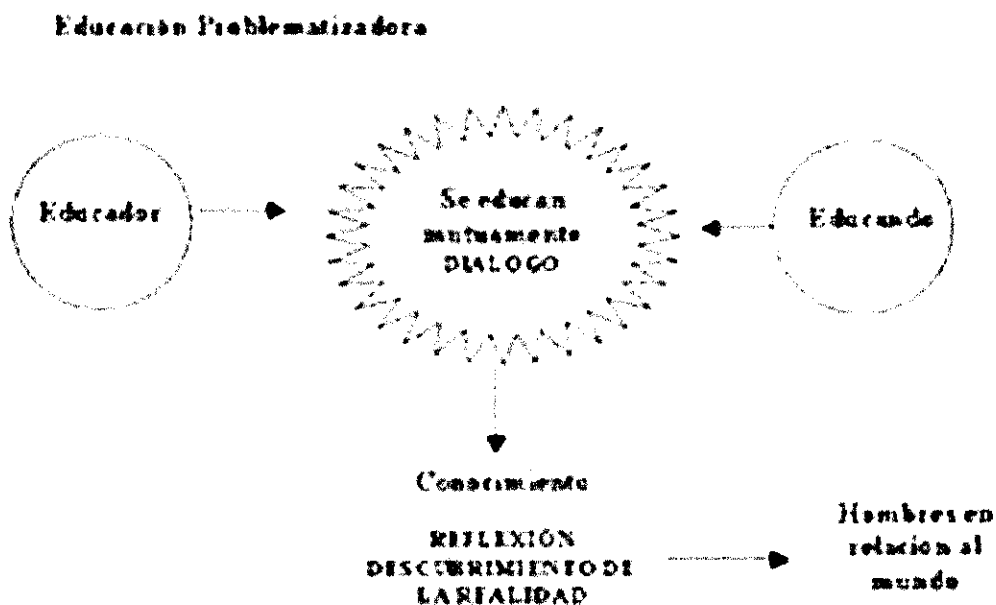 Educación Problematizadora
Educador
Se educan
mutuamente
DIALOGO
Educando
Conocimiento
REFLEXIÓN
DESCUBRIMIENTO DE
LA REALIDAD
Hombres en
relación al
mundo